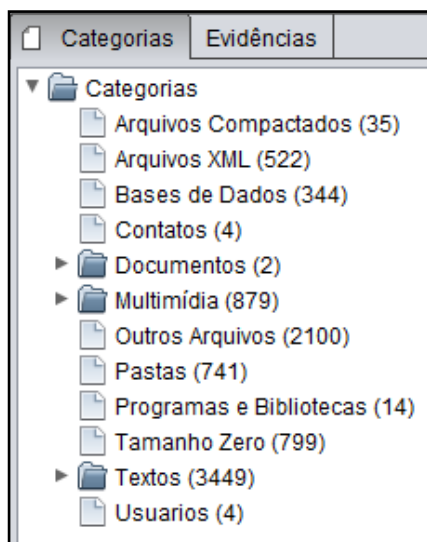 Categorias Evidências
Categorias
Arquivos Compactados (35)
Arquivos XML (522)
Bases de Dados (344)
Contatos (4)
Documentos (2)
Multimídia (879)
Outros Arquivos (2100)
Pastas (741)
Programas e Bibliotecas (14)
Tamanho Zero (799)
Textos (3449)
Usuarios (4)